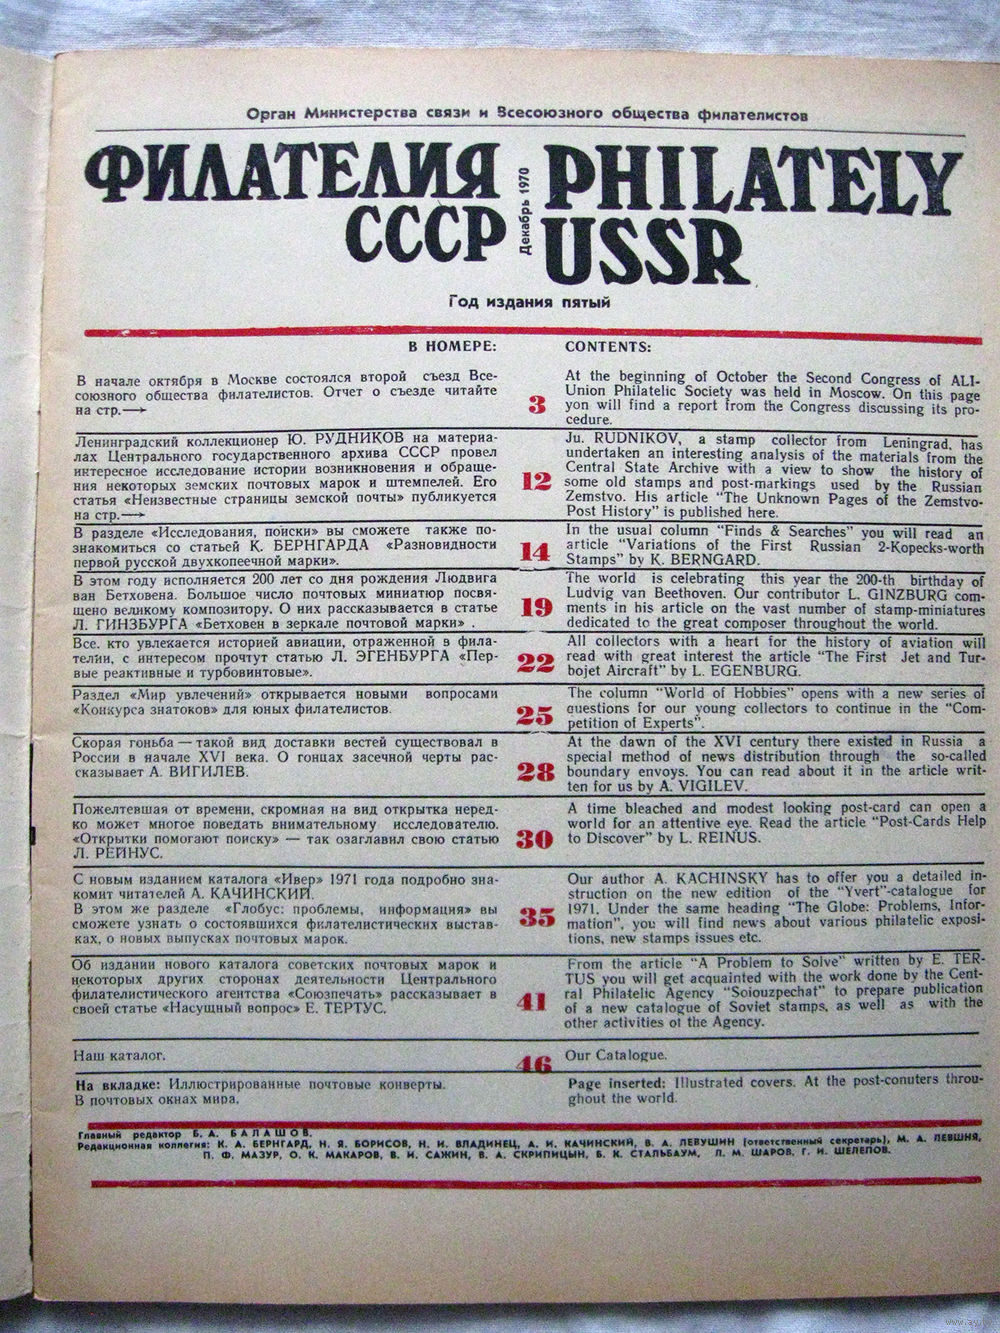 Орган Министерства связи и Всесоюзного общества филателистов
ФИЛАТЕЛИЯ
СССР
Декабрь 1970
PHILATELY
USSR
Год издания пятый
В НОМЕРЕ:
CONTENTS:
В начале октября в Москве состоялся второй съезд Все-
союзного общества филателистов. Отчет о съезде читайте
на стр.→
3
At the beginning of October the Second Congress of ALI-
Union Philatelic Society was held in Moscow. On this page
yon will find a report from the Congress discussing its pro-
cedure.
Ленинградский коллекционер Ю. РУДНИКОВ на материа-
лах Центрального государственного архива СССР провел
интересное исследование истории возникновения и обраще-
ния некоторых земских почтовых марок и штемпелей. Его
статья «Неизвестные страницы земской почты» публикуется
на стр.→
12
Ju. RUDNIKOV, a stamp collector from Leningrad, has
undertaken an interesting analysis of the materials from the
Central State Archive with a view to show the history of
some old stamps and post-markings used by the Russian
Zemstvo. His article “The Unknown Pages of the Zemstvo-
Post History” is published here.
В разделе «Исследования, поиски» вы сможете также по-
знакомиться со статьей К. БЕРНГАРДА «Разновидности
первой русской двухкопеечной марки».
14
In the usual column “Finds & Searches” you will read an
article “Variations of the First Russian 2-Kopecks-worth
Stamps” by K. BERNGARD.
В этом году исполняется 200 лет со дня рождения Людвига
ван Бетховена. Большое число почтовых миниатюр посвя-
щено великому композитору. О них рассказывается в статье
Л. ГИНЗБУРГА «Бетховен в зеркале почтовой марки» .
19
The world is celebrating this year the 200-th birthday of
Ludvig van Beethoven. Our contributor L. GINZBURG com-
ments in his article on the vast number of stamp-miniatures
dedicated to the great composer throughout the world.
Все, кто увлекается историей авиации, отраженной в фила-
телии, с интересом прочтут статью Л. ЭГЕНБУРГА «Пер-
вые реактивные и турбовинтовые».
22
All collectors with a heart for the history of aviation will
read with great interest the article “The First Jet and Tur-
bojet Aircraft” by L. EGENBURG.
Раздел «Мир увлечений» открывается новыми вопросами
«Конкурса знатоков» для юных филателистов.
25
The column “World of Hobbies” opens with a new series of
questions for our young collectors to continue in the “Com-
petition of Experts”.
Скорая гоньба — такой вид доставки вестей существовал в
России в начале XVI века. О гонцах засечной черты рас-
сказывает А. ВИГИЛЕВ.
28
At the dawn of the XVI century there existed in Russia a
special method of news distribution through the so-called
boundary envoys. You can read about it in the article writ-
ten for us by A. VIGILEV.
Пожелтевшая от времени, скромная на вид открытка неред-
ко может многое поведать внимательному исследователю.
«Открытки помогают поиску» — так озаглавил свою статью
Л. РЕЙНУС.
30
A time bleached and modest looking post-card can open a
world for an attentive eye. Read the article “Post-Cards Help
to Discover” by L. REINUS.
С новым изданием каталога «Ивер» 1971 года подробно зна-
комит читателей А. КАЧИНСКИЙ.
В этом же разделе «Глобус: проблемы, информация» вы
сможете узнать о состоявшихся филателистических выстав-
ках, о новых выпусках почтовых марок.
35
Our author A. KACHINSKY has to offer you a detailed in-
struction on the new edition of the “Yvert”-catalogue for
1971. Under the same heading “The Globe: Problems, Infor-
mation”, you will find news about various philatelic exposi-
tions, new stamps issues etc.
Об издании нового каталога советских почтовых марок и
некоторых других сторонах деятельности Центрального
филателистического агентства «Союзпечать» рассказывает в
своей статье «Насущный вопрос» Е. ТЕРТУС.
41
From the article “A Problem to Solve” written by E. TER-
TUS you will get acquainted with the work done by the Cent-
ral Philatelic Agency “Soiouzpechat” to prepare publication
of a new catalogue of Soviet stamps, as well as with the
other activities of the Agency.
Наш каталог.
46
Our Catalogue.
На вкладке: Иллюстрированные почтовые конверты.
В почтовых окнах мира.
Page inserted: Illustrated covers. At the post-conuters throu-
ghout the world.
Главный редактор Б. А. БАЛАШОВ.
Редакционная коллегия: К. А. БЕРНГАРД, Н. Я. БОРИСОВ, Н. И. ВЛАДИНЕЦ, А. И. КАЧИНСКИЙ, В. А. ЛЕВУШИН (ответственный секретарь), М. А. ЛЕВШНЯ,
П. Ф. МАЗУР, О. К. МАКАРОВ, В. И. САЖИН, В. А. СКРИПИЦЫН, Б. К. СТАЛЬБАУМ, Л. М. ШАРОВ, Г. И. ШЕЛЕПОВ.